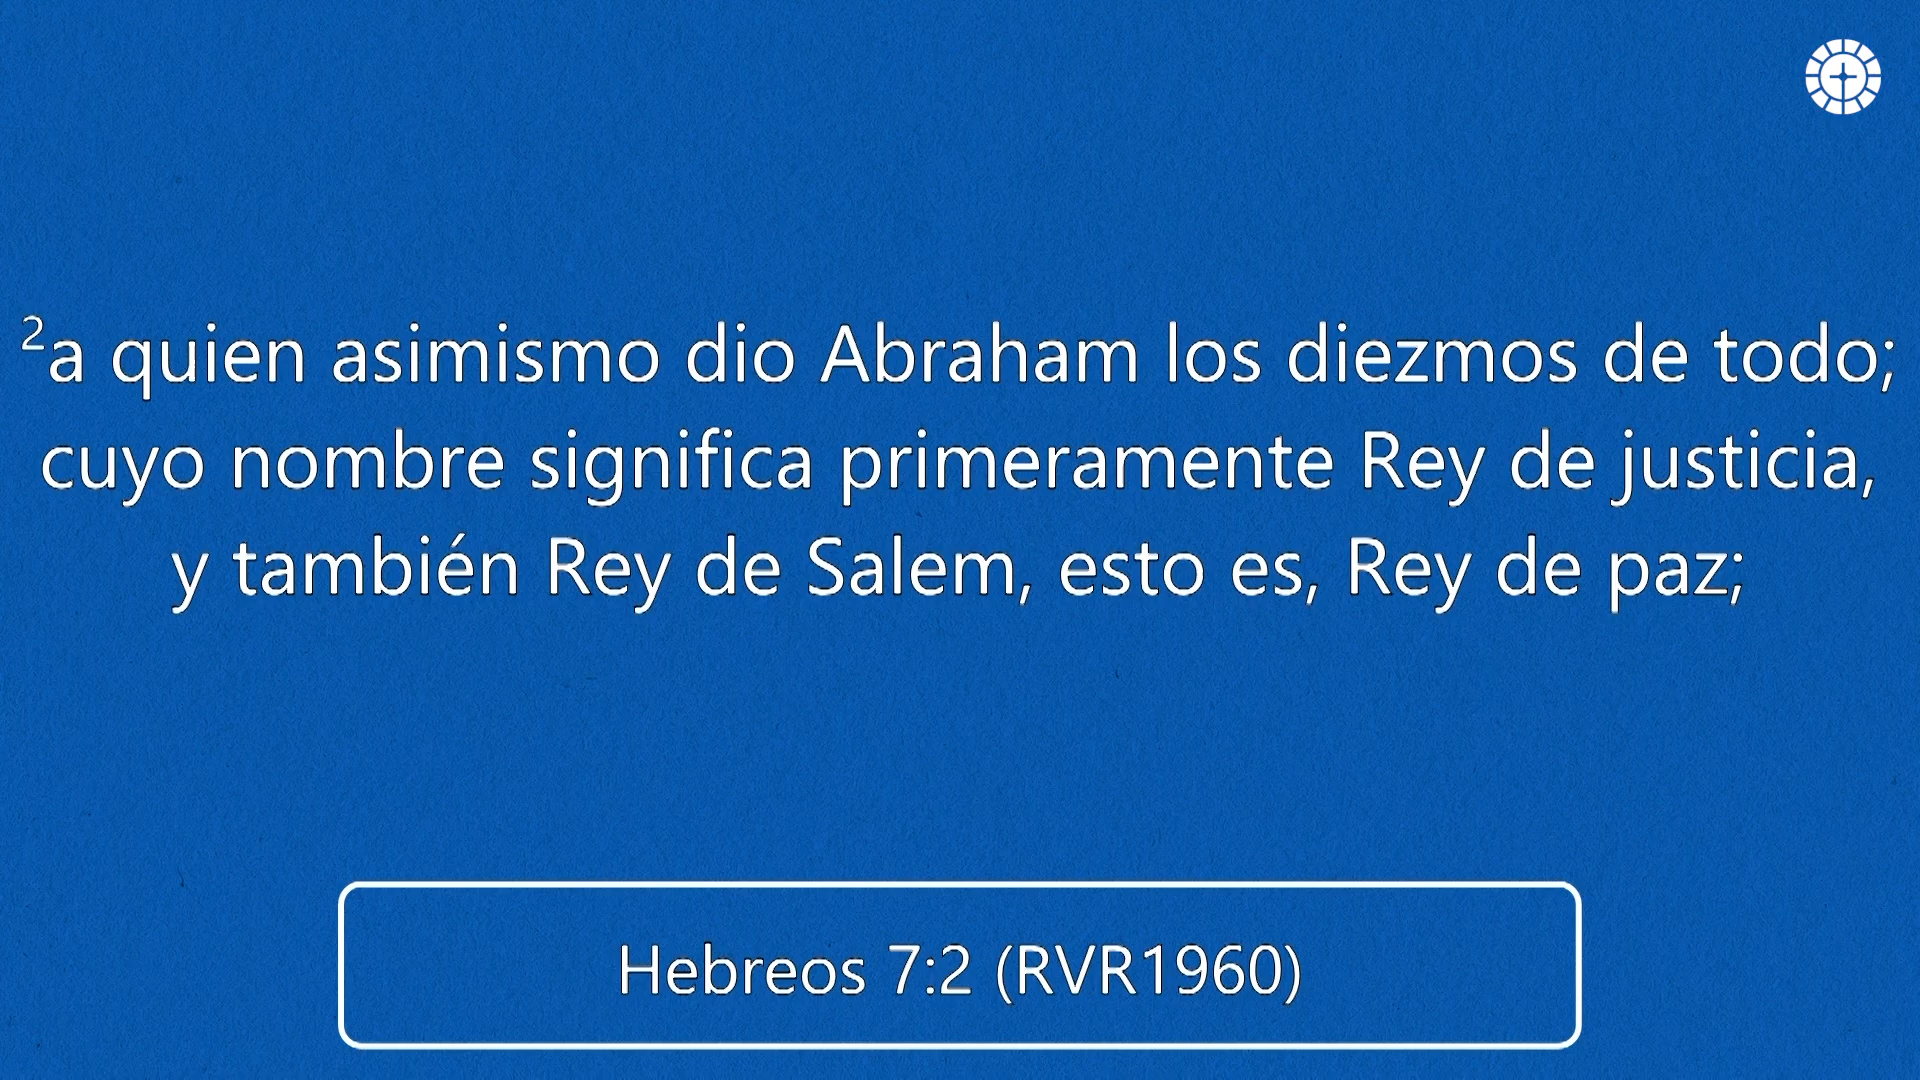 ²a quien asimismo dio Abraham los diezmos de todo;
cuyo nombre significa primeramente Rey de justicia,
y también Rey de Salem, esto es, Rey de paz;
Hebreos 7:2 (RVR1960)